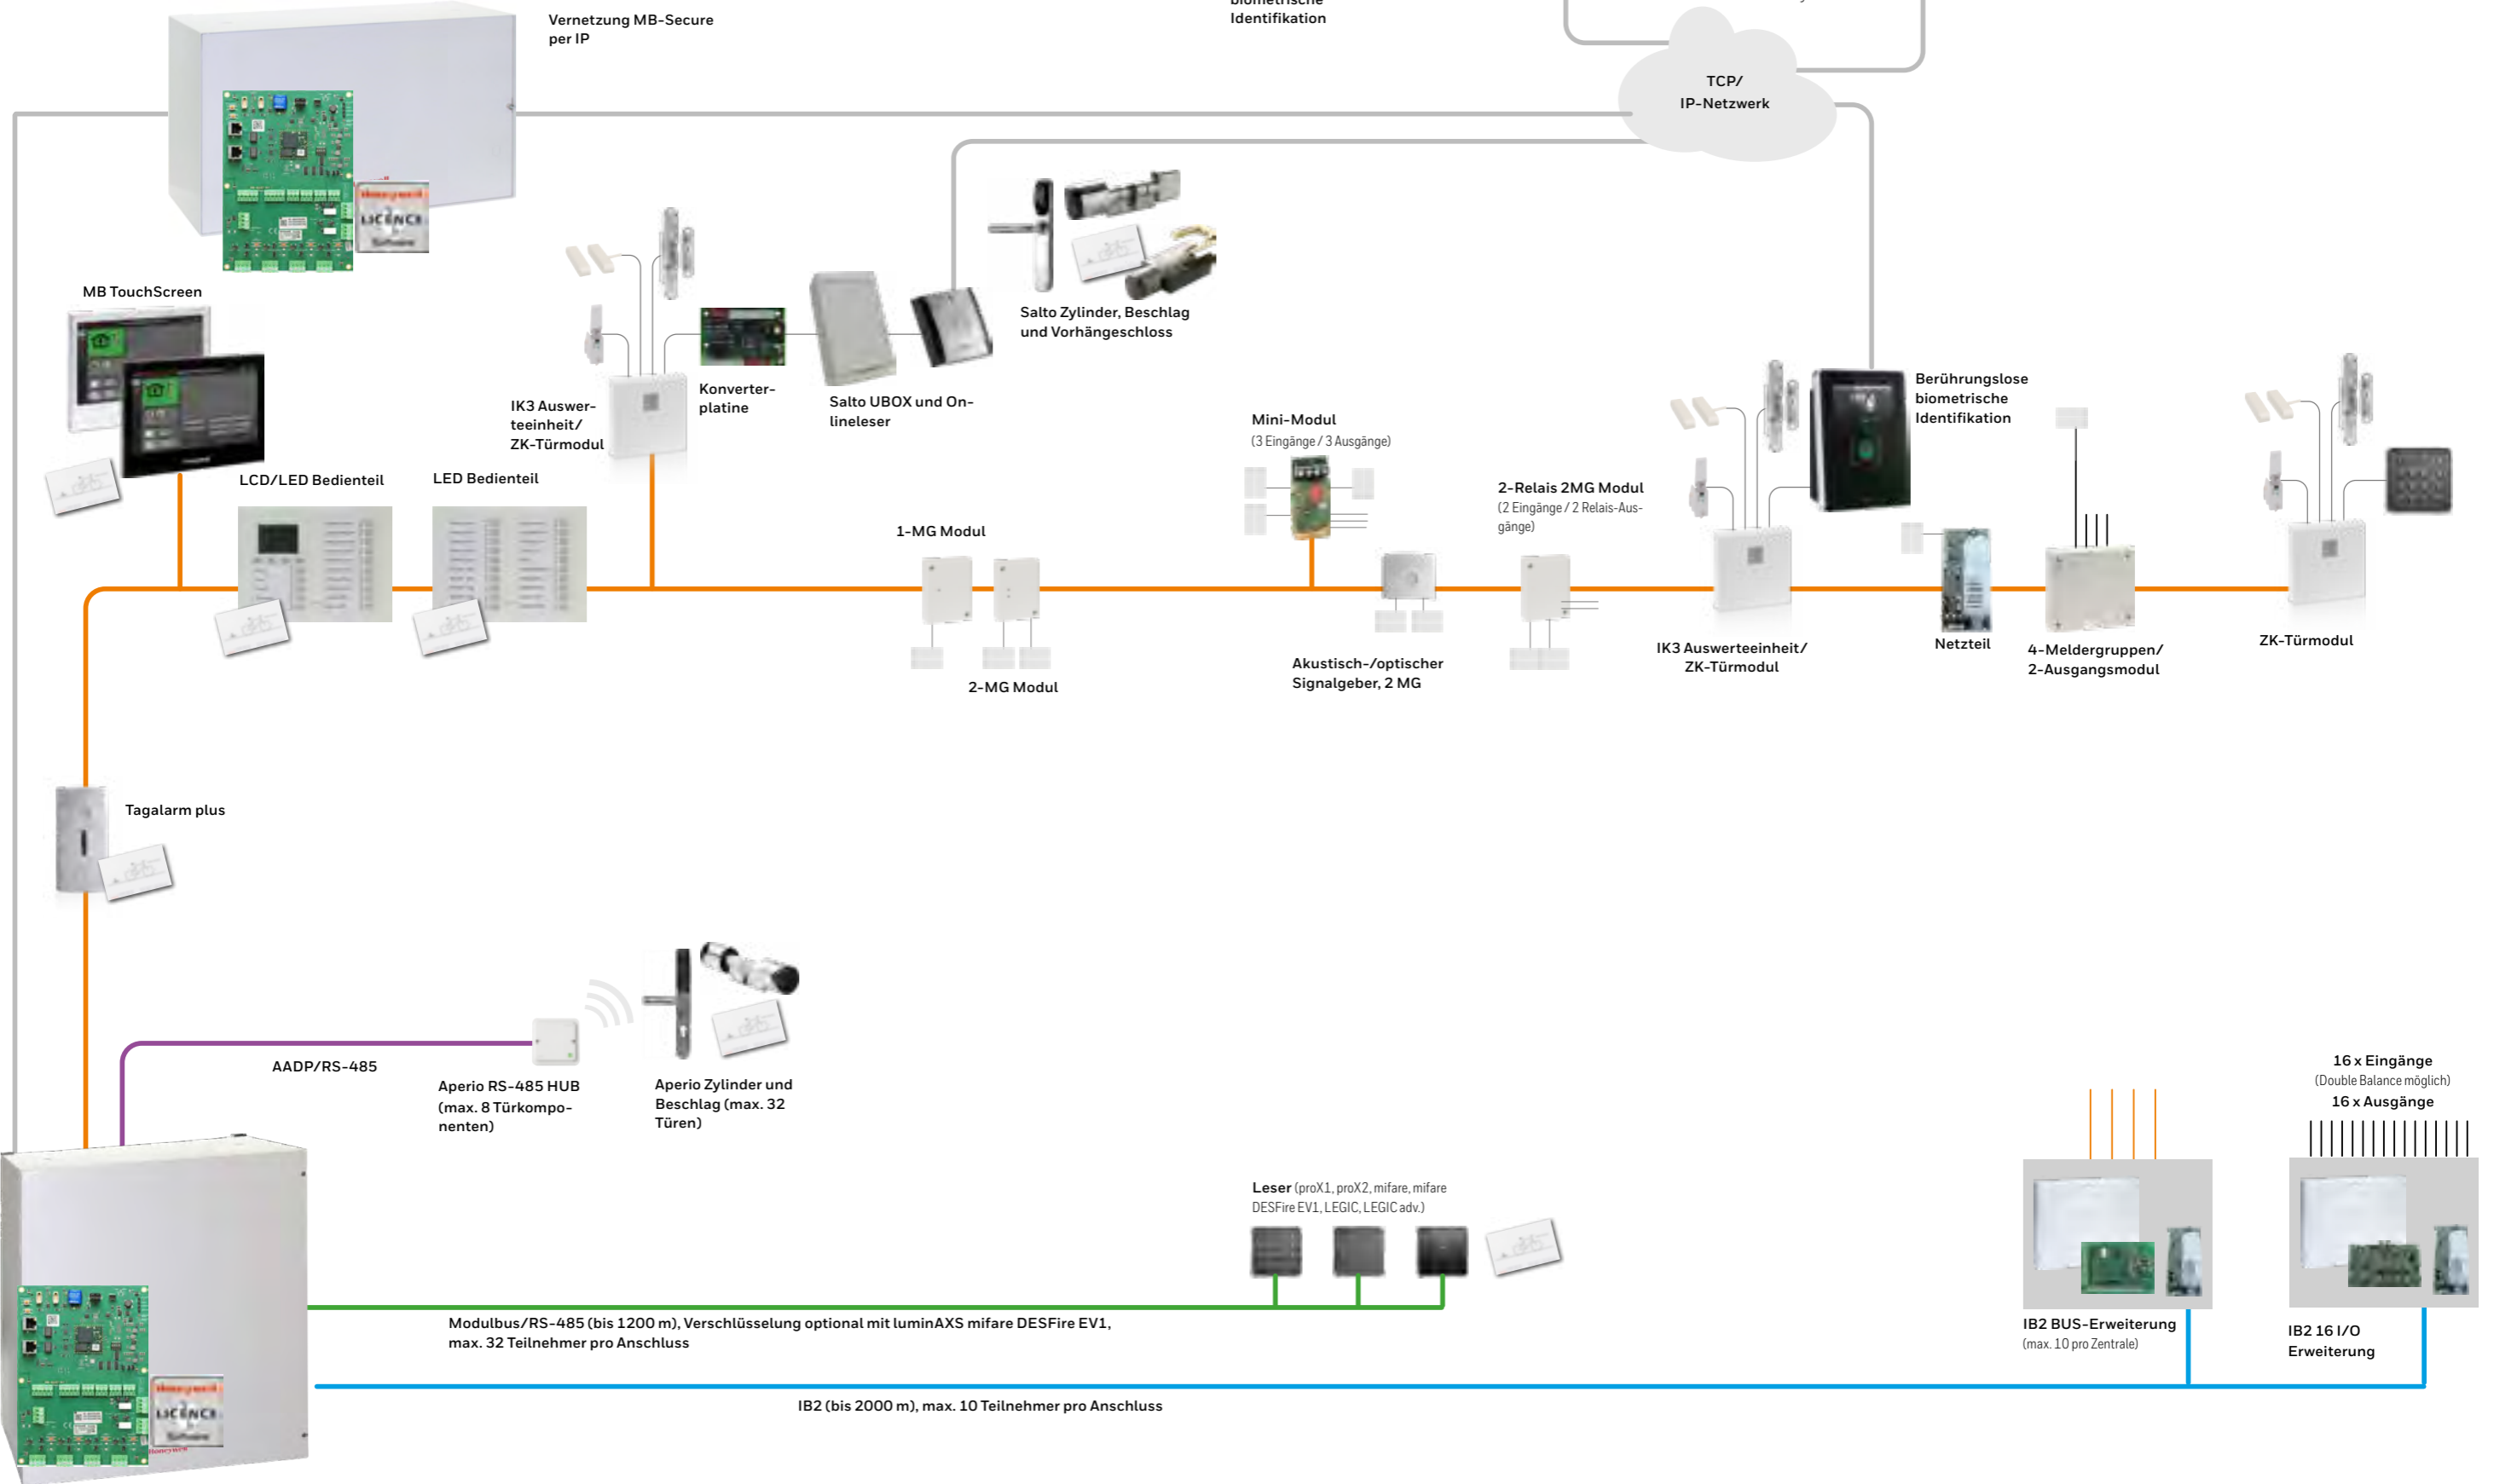 Vernetzung MB-Secure
per IP
biometrische
Identifikation
TCP/
IP-Netzwerk
LICENCE
Software
MB TouchScreen
Salto Zylinder, Beschlag
und Vorhängeschloss
IK3 Auswer-
teeinheit/
ZK-Türmodul
Konverter-
platine
Salto UBOX und On-
lineleser
LCD/LED Bedienteil
LED Bedienteil
1-MG Modul
2-MG Modul
Mini-Modul
(3 Eingänge / 3 Ausgänge)
Akustisch-/optischer
Signalgeber, 2 MG
2-Relais 2MG Modul
(2 Eingänge / 2 Relais-Aus-
gänge)
Berührungslose
biometrische
Identifikation
IK3 Auswerteeinheit/
ZK-Türmodul
Netzteil
4-Meldergruppen/
2-Ausgangsmodul
ZK-Türmodul
Tagalarm plus
AADP/RS-485
Aperio RS-485 HUB
(max. 8 Türkompo-
nenten)
Aperio Zylinder und
Beschlag (max. 32
Türen)
Leser (proX1, proX2, mifare, mifare
DESFire EV1, LEGIC, LEGIC adv.)
16 x Eingänge
(Double Balance möglich)
16 x Ausgänge
Modulbus/RS-485 (bis 1200 m), Verschlüsselung optional mit luminAXS mifare DESFire EV1,
max. 32 Teilnehmer pro Anschluss
IB2 BUS-Erweiterung
(max. 10 pro Zentrale)
IB2 16 I/O
Erweiterung
IB2 (bis 2000 m), max. 10 Teilnehmer pro Anschluss
Honeywell
LICENCE
Software
Honeywell